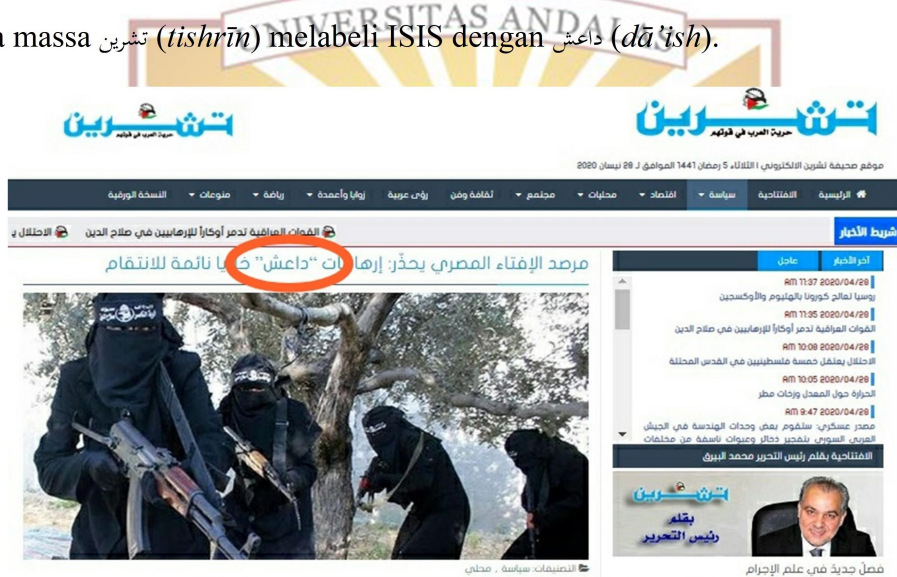 UNIVERSITAS ANDAL
a massa تشرين (tishrīn) melabeli ISIS dengan داعش (dā'ish).
تشرين
حرية العرب في قوتهم
تشرين
حرية العرب في قوتهم
موقع صحيفة تشرين الالكتروني | الثلاثاء 5 رمضان 1441 الموافق لـ 28 نيسان 2020
الرئيسية الافتتاحية سياسة اقتصاد محليات مجتمع ثقافة وفن رؤى عربية زوايا وأعمدة رياضة منوعات النسخة الورقية
شريط الأخبار القوات العراقية تدمر أوكاراً للإرهابيين في صلاح الدين الاحتلال
مرصد الإفتاء المصري يحذّر: إرهابيات “داعش” خلايا نائمة للانتقام
آخر الأخبار عاجل
2020/04/28 11:37 AM
روسيا تعالج كورونا بالهليوم والأوكسجين
2020/04/28 11:35 AM
القوات العراقية تدمر أوكاراً للإرهابيين في صلاح الدين
2020/04/28 10:08 AM
الاحتلال يعتقل خمسة فلسطينيين في القدس المحتلة
2020/04/28 10:05 AM
الحرارة حول المعدل وزخات مطر
2020/04/28 9:47 AM
مصدر عسكري: ستقوم بعض وحدات الهندسة في الجيش
العربي السوري بتفجير ذخائر وعبوات ناسفة من مخلفات
الافتتاحية بقلم رئيس التحرير محمد البيرق
تشرين
بقلم
رئيس التحرير
التصنيفات: سياسة , محلي
فصلٌ جديدٌ في علم الإجرام